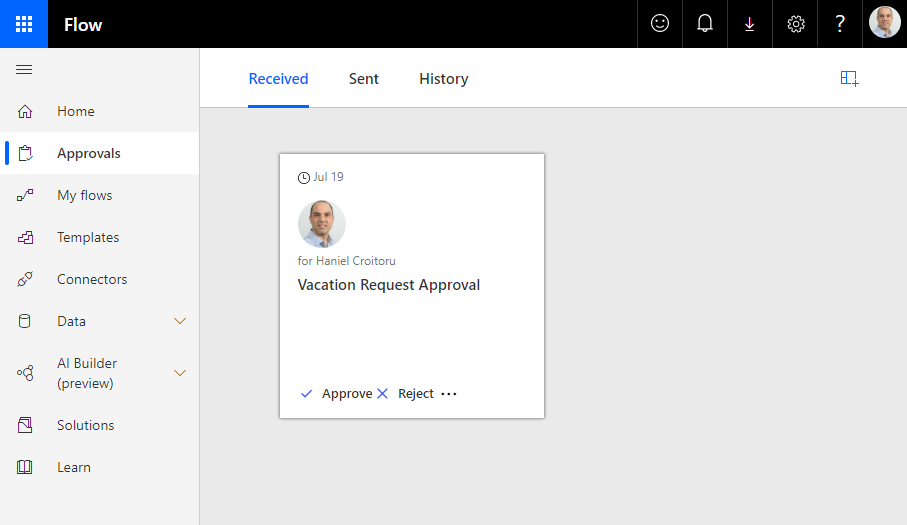 Flow
?
Received Sent History
Home
Approvals
My flows
Templates
Connectors
Data
AI Builder
(preview)
Solutions
Learn
Jul 19
for Haniel Croitoru
Vacation Request Approval
Approve Reject ...